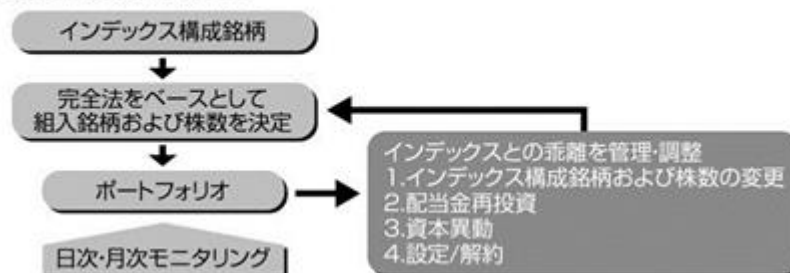 インデックス構成銘柄
完全法をベースとして
組入銘柄および株数を決定
ポートフォリオ
日次・月次モニタリング
インデックスとの乖離を管理・調整
1.インデックス構成銘柄および株数の変更
2.配当金再投資
3.資本異動
4.設定/解約